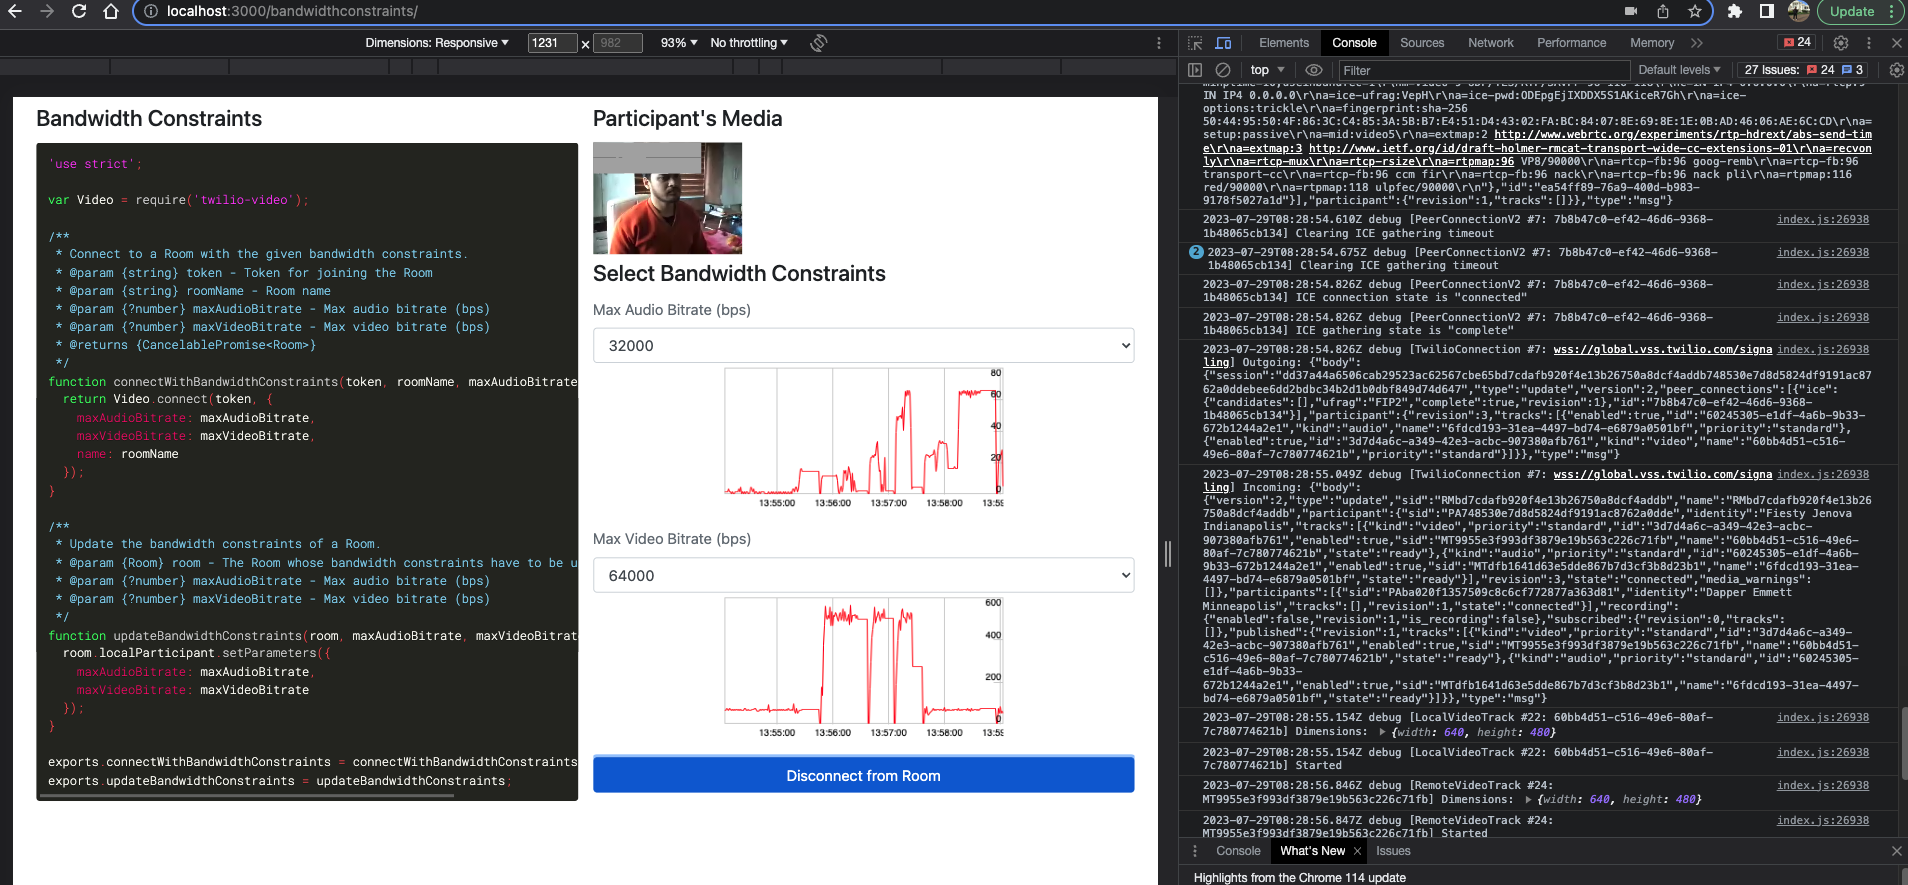 localhost:3000/bandwidthconstraints/
Update
Dimensions: Responsive
1231 × 982
93%
No throttling
Elements Console Sources Network Performance Memory
24
top
Filter
Default levels
27 Issues: 24 3
Bandwidth Constraints
'use strict';
var Video = require('twilio-video');
/**
* Connect to a Room with the given bandwidth constraints.
* @param {string} token - Token for joining the Room
* @param {string} roomName - Room name
* @param {?number} maxAudioBitrate - Max audio bitrate (bps)
* @param {?number} maxVideoBitrate - Max video bitrate (bps)
* @returns {CancelablePromise<Room>}
*/
function connectWithBandwidthConstraints(token, roomName, maxAudioBitrate
return Video.connect(token, {
maxAudioBitrate: maxAudioBitrate,
maxVideoBitrate: maxVideoBitrate,
name: roomName
});
}
/**
* Update the bandwidth constraints of a Room.
* @param {Room} room - The Room whose bandwidth constraints have to be u
* @param {?number} maxAudioBitrate - Max audio bitrate (bps)
* @param {?number} maxVideoBitrate - Max video bitrate (bps)
*/
function updateBandwidthConstraints(room, maxAudioBitrate, maxVideoBitrat
room.localParticipant.setParameters({
maxAudioBitrate: maxAudioBitrate,
maxVideoBitrate: maxVideoBitrate
});
}
exports.connectWithBandwidthConstraints = connectWithBandwidthConstraints
exports.updateBandwidthConstraints = updateBandwidthConstraints;
Participant's Media
Select Bandwidth Constraints
Max Audio Bitrate (bps)
32000
80
60
40
20
0
13:55:00 13:56:00 13:57:00 13:58:00 13:59
Max Video Bitrate (bps)
64000
600
400
200
0
13:55:00 13:56:00 13:57:00 13:58:00 13:59
Disconnect from Room
IN IP4 0.0.0.0\r\na=ice-ufrag:VepH\r\na=ice-pwd:ODEpgEjIXDDX5S1AKiceR7Gh\r\na=ice-
options:trickle\r\na=fingerprint:sha-256
50:44:95:50:4F:86:3C:C4:85:3A:5B:B7:E4:51:D4:43:02:FA:BC:84:07:8E:69:8E:1E:0B:AD:46:06:AE:6C:CD\r\na=
setup:passive\r\na=mid:video5\r\na=extmap:2 http://www.webrtc.org/experiments/rtp-hdrext/abs-send-tim
e\r\na=extmap:3 http://www.ietf.org/id/draft-holmer-rmcat-transport-wide-cc-extensions-01\r\na=recvon
ly\r\na=rtcp-mux\r\na=rtcp-rsize\r\na=rtpmap:96 VP8/90000\r\na=rtcp-fb:96 goog-remb\r\na=rtcp-fb:96
transport-cc\r\na=rtcp-fb:96 ccm fir\r\na=rtcp-fb:96 nack\r\na=rtcp-fb:96 nack pli\r\na=rtpmap:116
red/90000\r\na=rtpmap:118 ulpfec/90000\r\n"},"id":"ea54ff89-76a9-400d-b983-
9178f5027a1d"}],"participant":{"revision":1,"tracks":[]}},"type":"msg"}
2023-07-29T08:28:54.610Z debug [PeerConnectionV2 #7: 7b8b47c0-ef42-46d6-9368- index.js:26938
1b48065cb134] Clearing ICE gathering timeout
2 2023-07-29T08:28:54.675Z debug [PeerConnectionV2 #7: 7b8b47c0-ef42-46d6-9368- index.js:26938
1b48065cb134] Clearing ICE gathering timeout
2023-07-29T08:28:54.826Z debug [PeerConnectionV2 #7: 7b8b47c0-ef42-46d6-9368- index.js:26938
1b48065cb134] ICE connection state is "connected"
2023-07-29T08:28:54.826Z debug [PeerConnectionV2 #7: 7b8b47c0-ef42-46d6-9368- index.js:26938
1b48065cb134] ICE gathering state is "complete"
2023-07-29T08:28:54.826Z debug [TwilioConnection #7: wss://global.vss.twilio.com/signa index.js:26938
ling] Outgoing: {"body":
{"session":"dd37a44a6506cab29523ac62567cbe65bd7cdafb920f4e13b26750a8dcf4addb748530e7d8d5824df9191ac87
62a0ddebee6dd2bdbc34b2d1b0dbf849d74d647","type":"update","version":2,"peer_connections":[{"ice":
{"candidates":[],"ufrag":"FIP2","complete":true,"revision":1},"id":"7b8b47c0-ef42-46d6-9368-
1b48065cb134"}],"participant":{"revision":3,"tracks":[{"enabled":true,"id":"60245305-e1df-4a6b-9b33-
672b1244a2e1","kind":"audio","name":"6fdcd193-31ea-4497-bd74-e6879a0501bf","priority":"standard"},
{"enabled":true,"id":"3d7d4a6c-a349-42e3-acbc-907380afb761","kind":"video","name":"60bb4d51-c516-
49e6-80af-7c780774621b","priority":"standard"}]}},"type":"msg"}
2023-07-29T08:28:55.049Z debug [TwilioConnection #7: wss://global.vss.twilio.com/signa index.js:26938
ling] Incoming: {"body":
{"version":2,"type":"update","sid":"RMbd7cdafb920f4e13b26750a8dcf4addb","name":"RMbd7cdafb920f4e13b26
750a8dcf4addb","participant":{"sid":"PA748530e7d8d5824df9191ac8762a0dde","identity":"Fiesty Jenova
Indianapolis","tracks":[{"kind":"video","priority":"standard","id":"3d7d4a6c-a349-42e3-acbc-
907380afb761","enabled":true,"sid":"MT9955e3f993df3879e19b563c226c71fb","name":"60bb4d51-c516-49e6-
80af-7c780774621b","state":"ready"},{"kind":"audio","priority":"standard","id":"60245305-e1df-4a6b-
9b33-672b1244a2e1","enabled":true,"sid":"MTdfb1641d63e5dde867b7d3cf3b8d23b1","name":"6fdcd193-31ea-
4497-bd74-e6879a0501bf","state":"ready"}],"revision":3,"state":"connected","media_warnings":
[]},"participants":[{"sid":"PAba020f1357509c8c6cf772877a363d81","identity":"Dapper Emmett
Minneapolis","tracks":[],"revision":1,"state":"connected"}],"recording":
{"enabled":false,"revision":1,"is_recording":false},"subscribed":{"revision":0,"tracks":
[]},"published":{"revision":1,"tracks":[{"kind":"video","priority":"standard","id":"3d7d4a6c-a349-
42e3-acbc-907380afb761","enabled":true,"sid":"MT9955e3f993df3879e19b563c226c71fb","name":"60bb4d51-
c516-49e6-80af-7c780774621b","state":"ready"},{"kind":"audio","priority":"standard","id":"60245305-
e1df-4a6b-9b33-
672b1244a2e1","enabled":true,"sid":"MTdfb1641d63e5dde867b7d3cf3b8d23b1","name":"6fdcd193-31ea-4497-
bd74-e6879a0501bf","state":"ready"}]}},"type":"msg"}
2023-07-29T08:28:55.154Z debug [LocalVideoTrack #22: 60bb4d51-c516-49e6-80af- index.js:26938
7c780774621b] Dimensions: {width: 640, height: 480}
2023-07-29T08:28:55.154Z debug [LocalVideoTrack #22: 60bb4d51-c516-49e6-80af- index.js:26938
7c780774621b] Started
2023-07-29T08:28:56.846Z debug [RemoteVideoTrack #24: index.js:26938
MT9955e3f993df3879e19b563c226c71fb] Dimensions: {width: 640, height: 480}
2023-07-29T08:28:56.847Z debug [RemoteVideoTrack #24: index.js:26938
MT9955e3f993df3879e19b563c226c71fb] Started
Console What's New Issues
Highlights from the Chrome 114 update